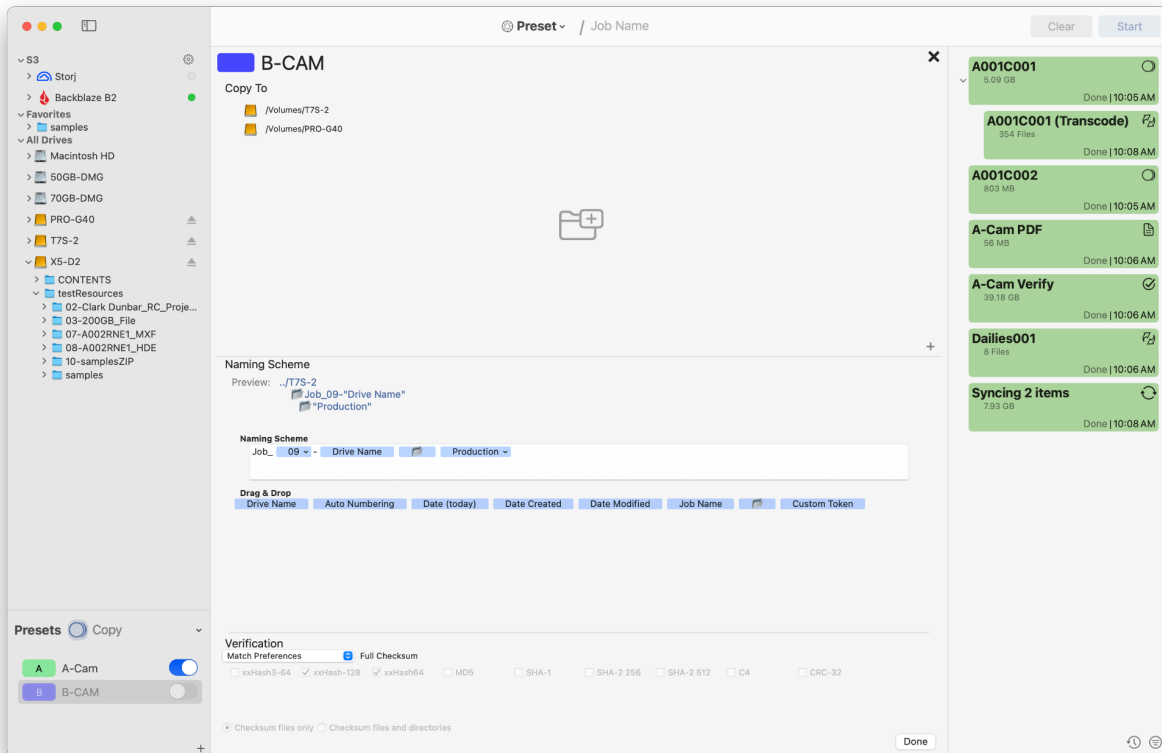 Preset
/ Job Name
Clear
Start
S3
Storj
Backblaze B2
Favorites
samples
All Drives
Macintosh HD
50GB-DMG
70GB-DMG
PRO-G40
T7S-2
X5-D2
CONTENTS
testResources
02-Clark Dunbar_RC_Proje...
03-200GB_File
07-A002RNE1_MXF
08-A002RNE1_HDE
10-samplesZIP
samples
Presets Copy
A A-Cam
B B-CAM
+
B-CAM
Copy To
/Volumes/T7S-2
/Volumes/PRO-G40
+
Naming Scheme
Preview: ../T7S-2
Job_09-"Drive Name"
"Production"
Naming Scheme
Job_ 09 - Drive Name Production
Drag & Drop
Drive Name Auto Numbering Date (today) Date Created Date Modified Job Name Custom Token
Verification
Match Preferences Full Checksum
xxHash3-64 xxHash-128 xxHash64 MD5 SHA-1 SHA-2 256 SHA-2 512 C4 CRC-32
Checksum files only Checksum files and directories
Done
A001C001
5.09 GB
Done | 10:05 AM
A001C001 (Transcode)
354 Files
Done | 10:08 AM
A001C002
803 MB
Done | 10:05 AM
A-Cam PDF
56 MB
Done | 10:06 AM
A-Cam Verify
39.18 GB
Done | 10:06 AM
Dailies001
8 Files
Done | 10:06 AM
Syncing 2 items
7.93 GB
Done | 10:08 AM